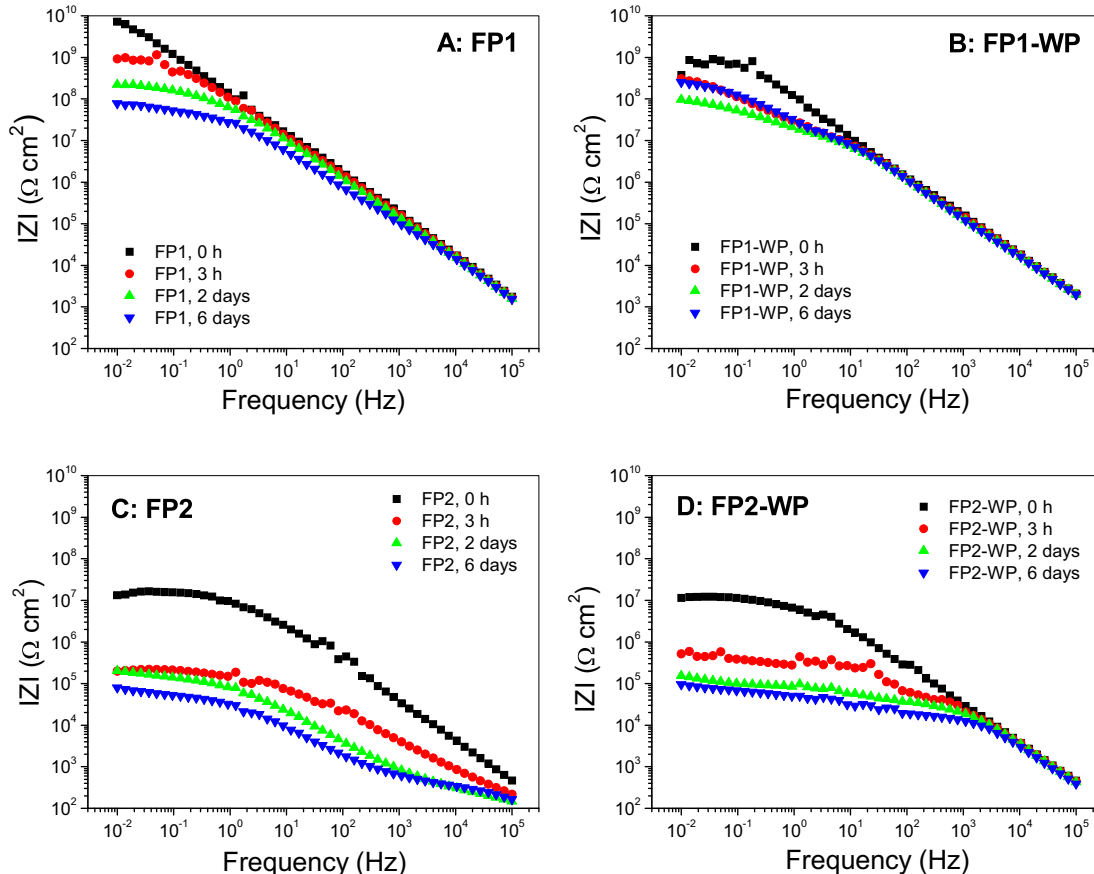 A: FP1
10^10
10^9
10^8
10^7
10^6
10^5
10^4
10^3
10^2
IZI (Ω cm^2)
FP1, 0 h
FP1, 3 h
FP1, 2 days
FP1, 6 days
10^-2 10^-1 10^0 10^1 10^2 10^3 10^4 10^5
Frequency (Hz)
B: FP1-WP
10^10
10^9
10^8
10^7
10^6
10^5
10^4
10^3
10^2
IZI (Ω cm^2)
FP1-WP, 0 h
FP1-WP, 3 h
FP1-WP, 2 days
FP1-WP, 6 days
10^-2 10^-1 10^0 10^1 10^2 10^3 10^4 10^5
Frequency (Hz)
C: FP2
10^10
10^9
10^8
10^7
10^6
10^5
10^4
10^3
10^2
IZI (Ω cm^2)
FP2, 0 h
FP2, 3 h
FP2, 2 days
FP2, 6 days
10^-2 10^-1 10^0 10^1 10^2 10^3 10^4 10^5
Frequency (Hz)
D: FP2-WP
10^10
10^9
10^8
10^7
10^6
10^5
10^4
10^3
10^2
IZI (Ω cm^2)
FP2-WP, 0 h
FP2-WP, 3 h
FP2-WP, 2 days
FP2-WP, 6 days
10^-2 10^-1 10^0 10^1 10^2 10^3 10^4 10^5
Frequency (Hz)